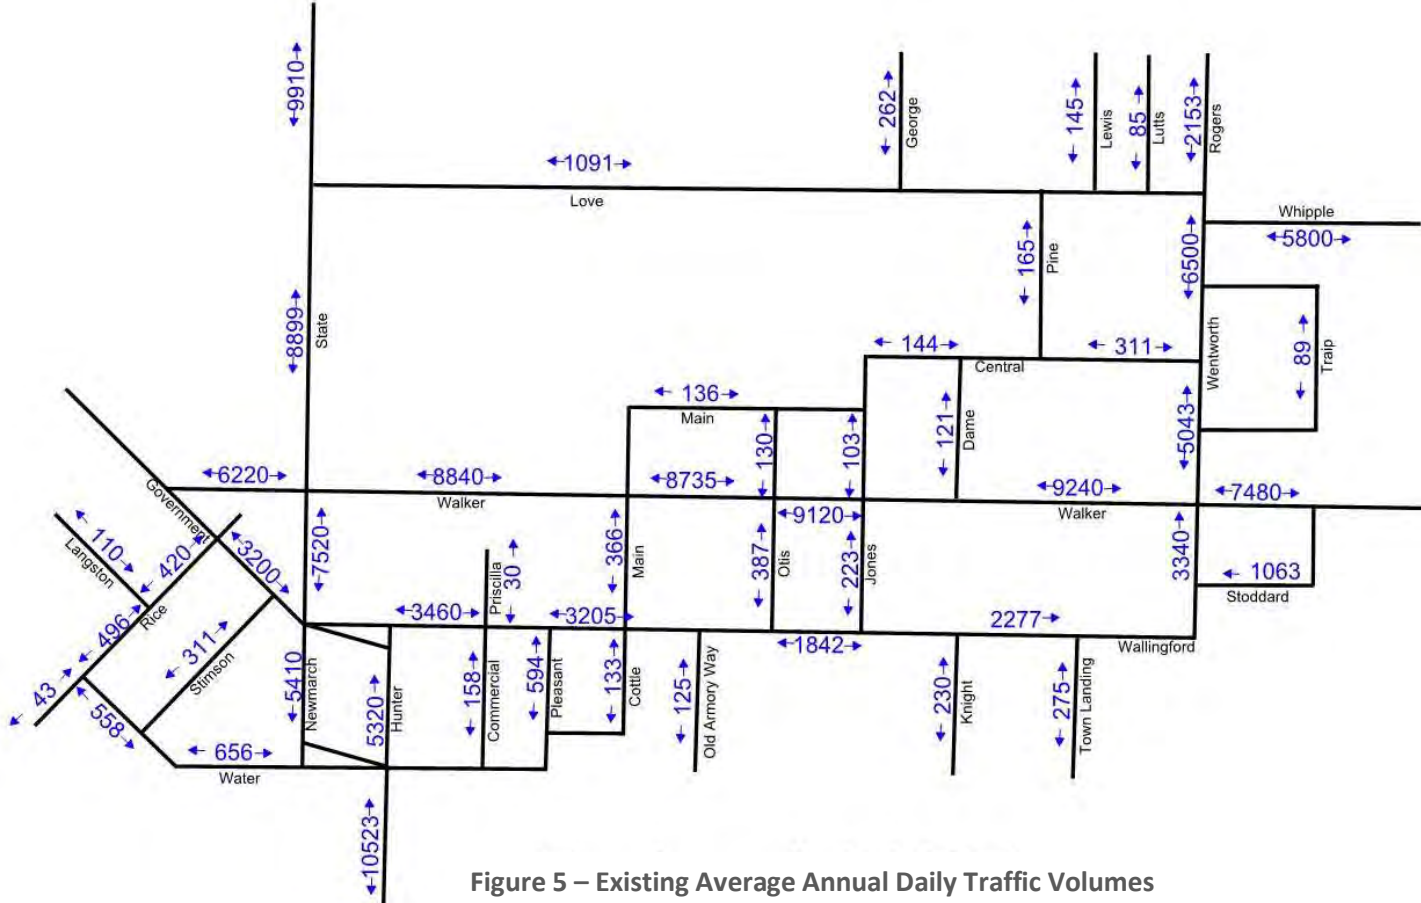 9910
262
George
145
Lewis
85
Lutts
2153
Rogers
1091
Love
Whipple
5800
165
Pine
6500
8899
State
144
Central
311
Wentworth
89
Traip
136
Main
130
103
121
Dame
5043
6220
8840
Walker
8735
9120
9240
Walker
7480
Government
Langston
110
420
3200
7520
Priscilla
30
366
Main
387
Otis
223
Jones
3340
1063
Stoddard
496
Rice
311
Stimson
3460
3205
1842
2277
Wallingford
43
558
5410
Newmarch
5320
Hunter
158
Commercial
594
Pleasant
133
Cottle
125
Old Armory Way
230
Knight
275
Town Landing
656
Water
10523
Figure 5 – Existing Average Annual Daily Traffic Volumes